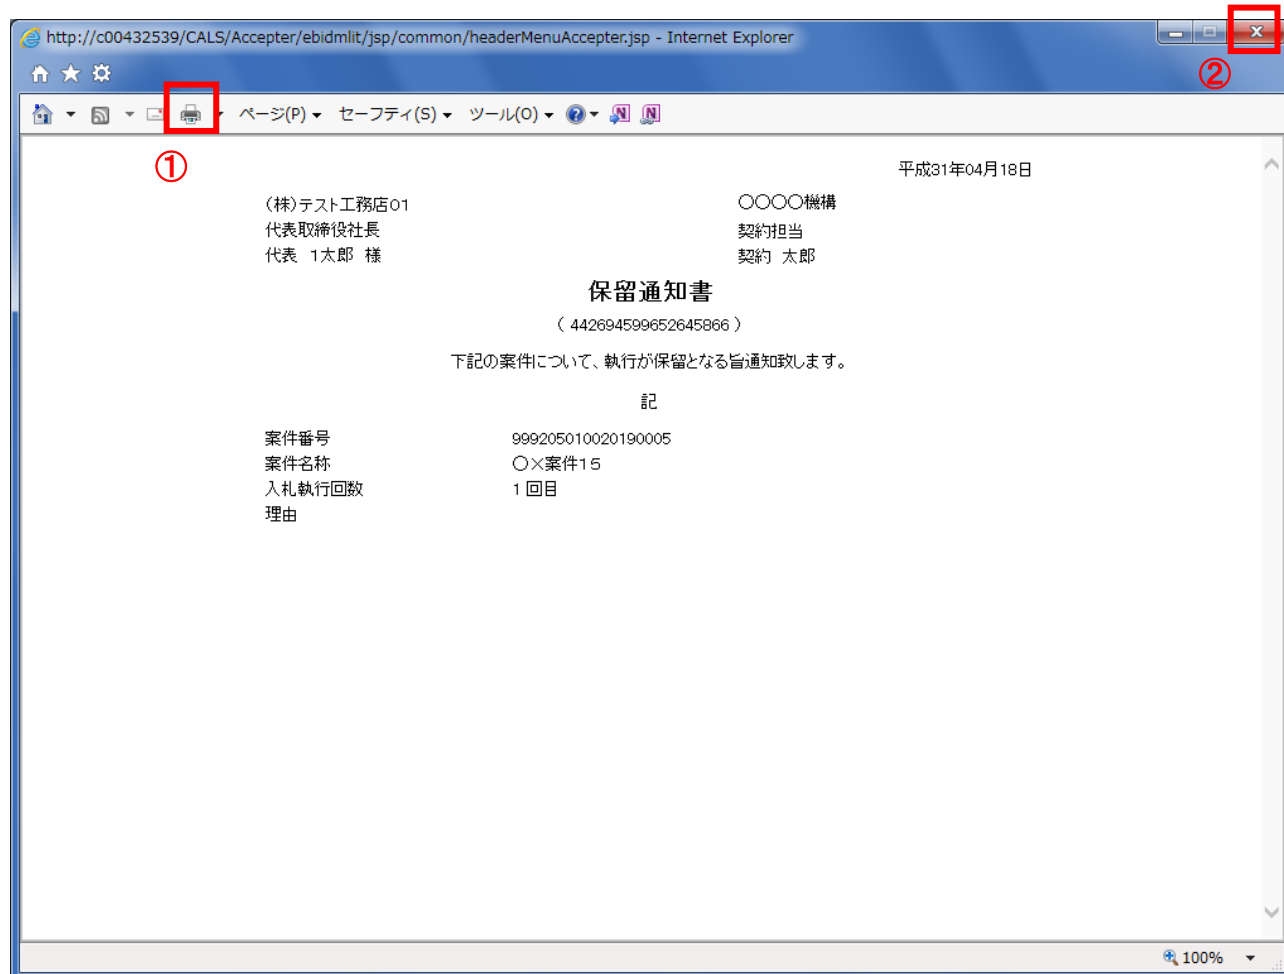 http://c00432539/CALS/Accepter/ebidmlit/jsp/common/headerMenuAccepter.jsp - Internet Explorer
②
ページ(P) セーフティ(S) ツール(O)
①
平成31年04月18日
(株)テスト工務店01
代表取締役社長
代表 1太郎 様
〇〇〇〇機構
契約担当
契約 太郎
保留通知書
( 442694599652645866 )
下記の案件について、執行が保留となる旨通知致します。
記
案件番号 999205010020190005
案件名称 〇×案件15
入札執行回数 1回目
理由
100%